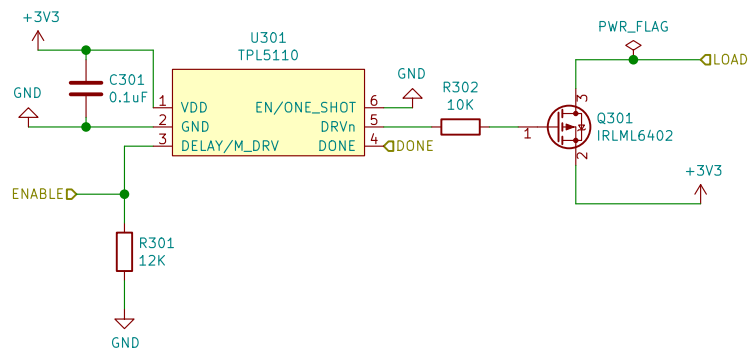 +3V3
PWR_FLAG
U301
TPL5110
LOAD
GND
C301
0.1uF
GND
R302
10K
1 VDD
EN/ONE_SHOT 6
2 GND
DRVn 5
3 DELAY/M_DRV
DONE 4
DONE
3
Q301
IRLML6402
1
2
+3V3
ENABLE
R301
12K
GND